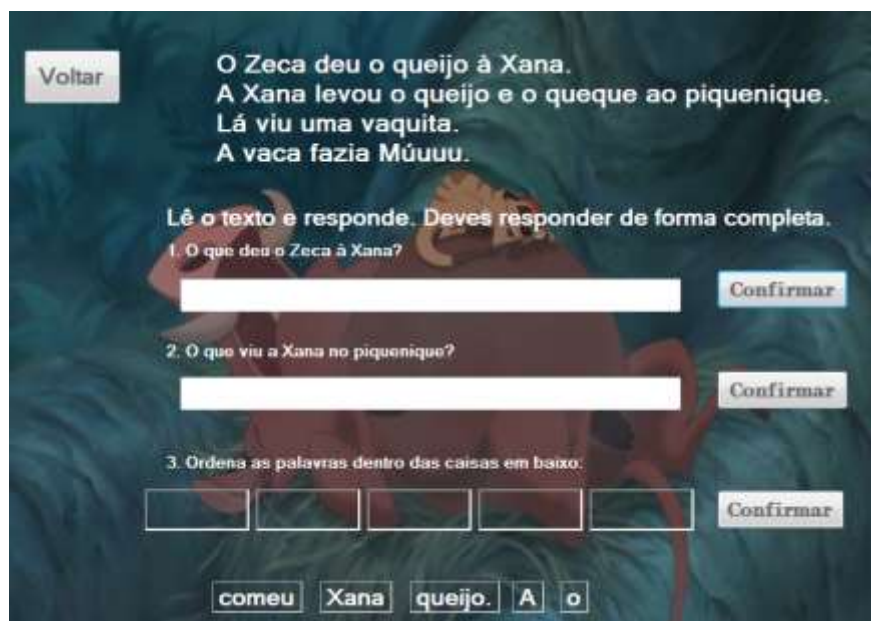 Voltar
O Zeca deu o queijo à Xana.
A Xana levou o queijo e o queque ao piquenique.
Lá viu uma vaquita.
A vaca fazia Múuuu.
Lê o texto e responde. Deves responder de forma completa.
1. O que deu o Zeca à Xana?
Confirmar
2. O que viu a Xana no piquenique?
Confirmar
3. Ordena as palavras dentro das caisas em baixo:
Confirmar
comeu Xana queijo. A o